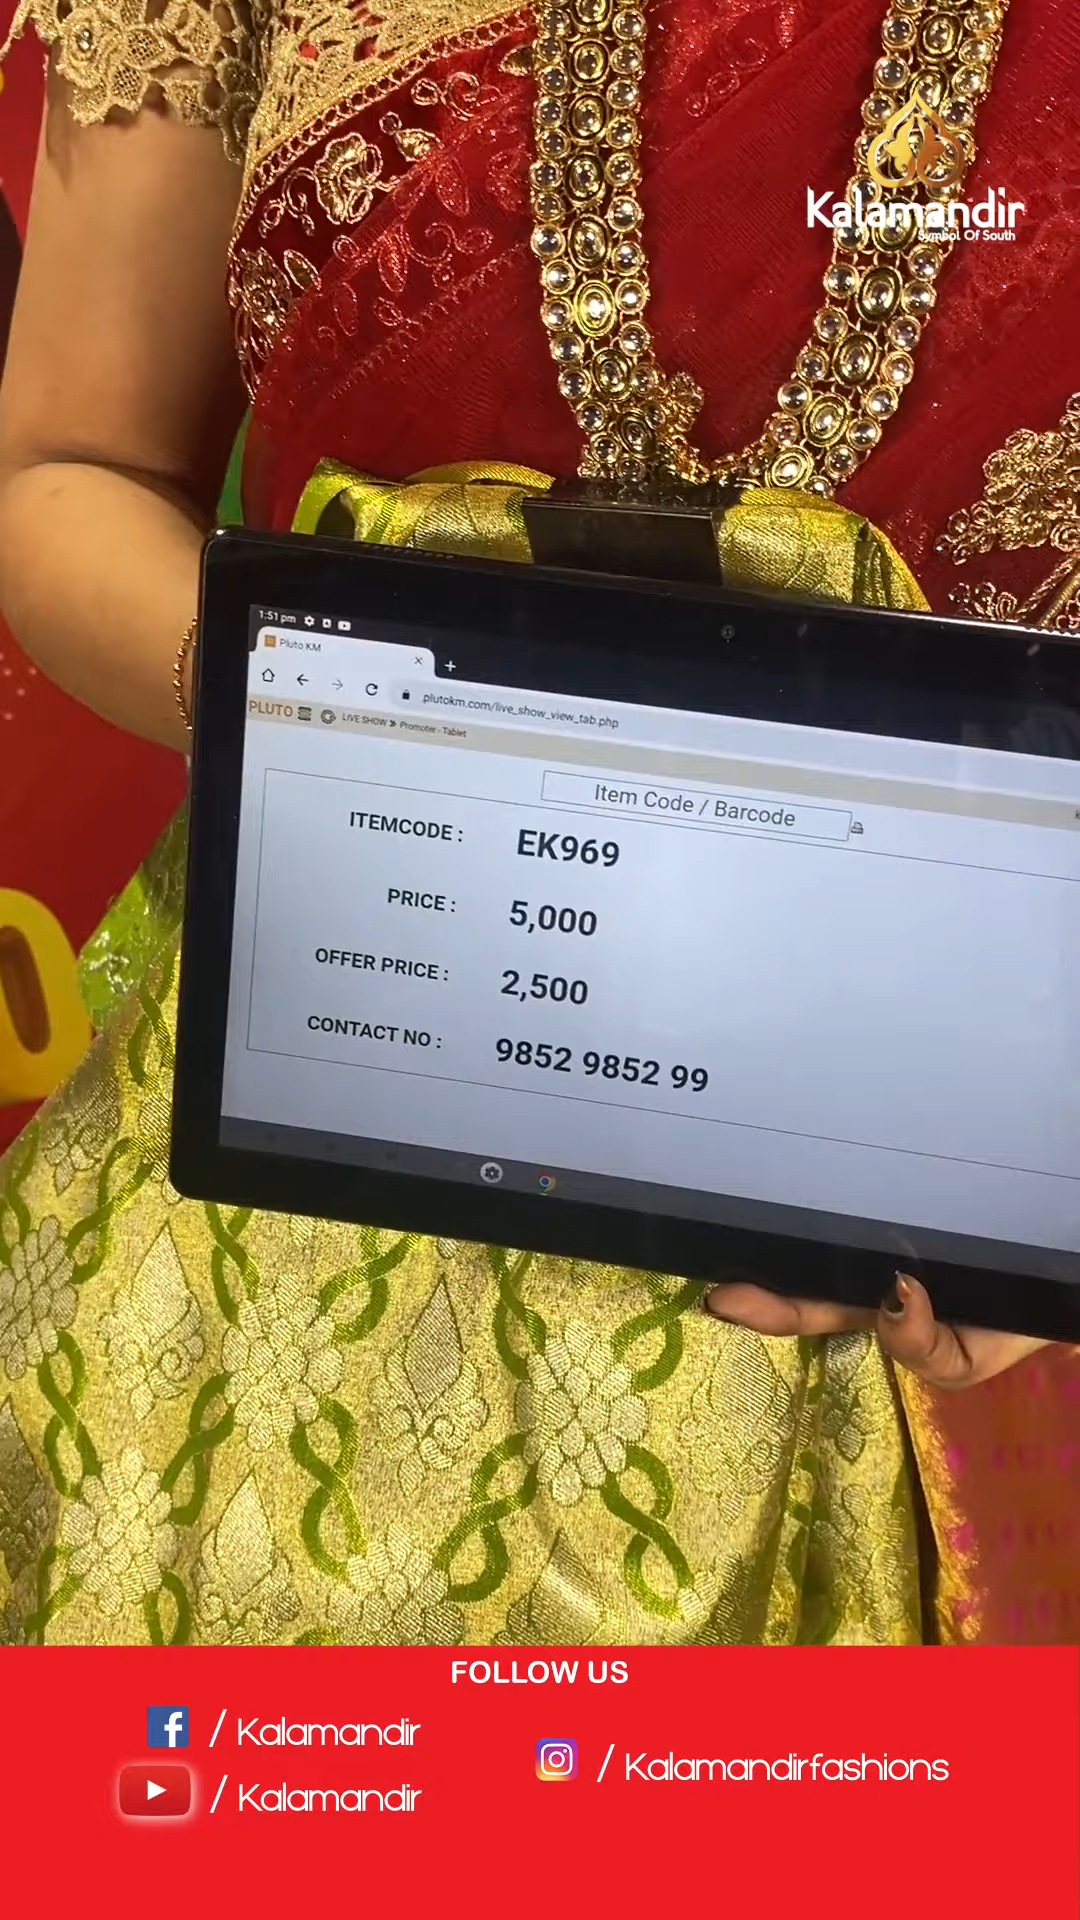 Kalamandir
Symbol Of South
1:51 pm
Pluto KM
plutokm.com/live_show_view_tab.php
PLUTO
LIVE SHOW » Promoter - Tablet
Item Code / Barcode
ITEMCODE : EK969
PRICE : 5,000
OFFER PRICE : 2,500
CONTACT NO : 9852 9852 99
FOLLOW US
/ Kalamandir
/ Kalamandirfashions
/ Kalamandir